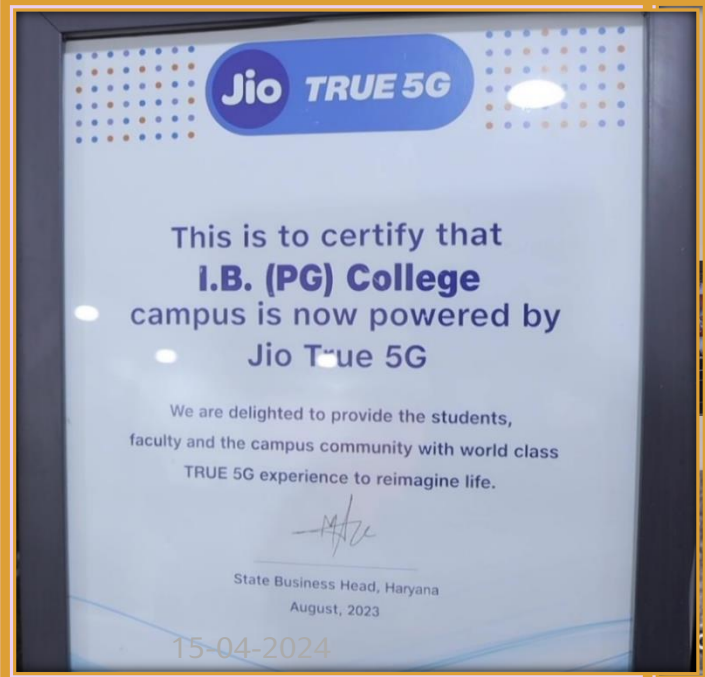 Jio TRUE 5G
This is to certify that
I.B. (PG) College
campus is now powered by
Jio True 5G
We are delighted to provide the students,
faculty and the campus community with world class
TRUE 5G experience to reimagine life.
State Business Head, Haryana
August, 2023
15-04-2024